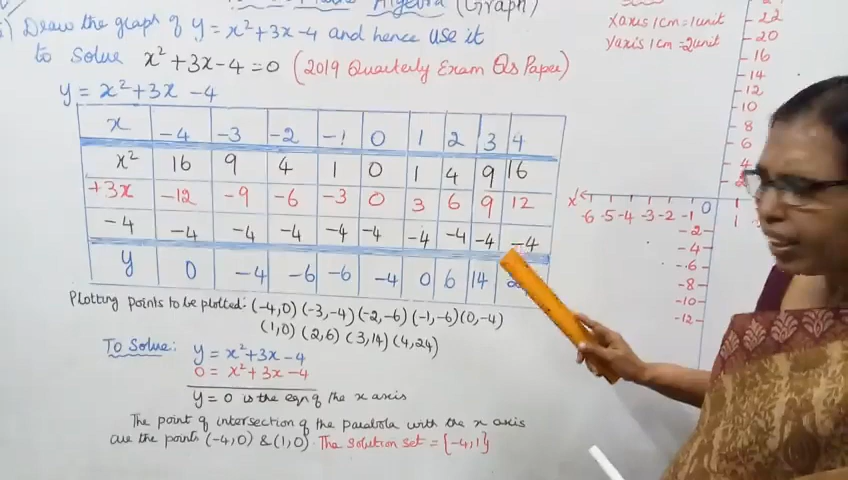 Algebra (Graph)
Draw the graph of y = x² + 3x - 4 and hence use it
to Solve x² + 3x - 4 = 0 (2019 Quarterly Exam Qs Paper)
y = x² + 3x - 4
x -4 -3 -2 -1 0 1 2 3 4
x² 16 9 4 1 0 1 4 9 16
+3x -12 -9 -6 -3 0 3 6 9 12
-4 -4 -4 -4 -4 -4 -4 -4 -4 -4
y 0 -4 -6 -6 -4 0 6 14
Plotting Points to be plotted: (-4,0) (-3,-4) (-2,-6) (-1,-6) (0,-4)
(1,0) (2,6) (3,14) (4,24)
To Solve: y = x² + 3x - 4
0 = x² + 3x - 4
y = 0 is the eqn of the x axis
The point of intersection of the parabola with the x axis
are the points (-4,0) & (1,0). The solution set = {-4,1}
x axis 1cm = 1unit
y axis 1cm = 2unit
22
20
16
14
12
10
8
6
4
2
x' -6 -5 -4 -3 -2 -1 0 1
-2
-4
-6
-8
-10
-12